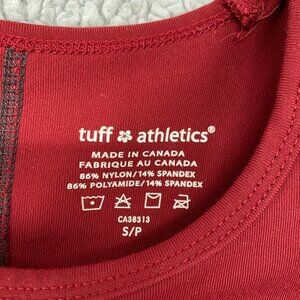 tuff athletics®
MADE IN CANADA
FABRIQUE AU CANADA
86% NYLON/14% SPANDEX
86% POLYAMIDE/14% SPANDEX
CA38313
S/P